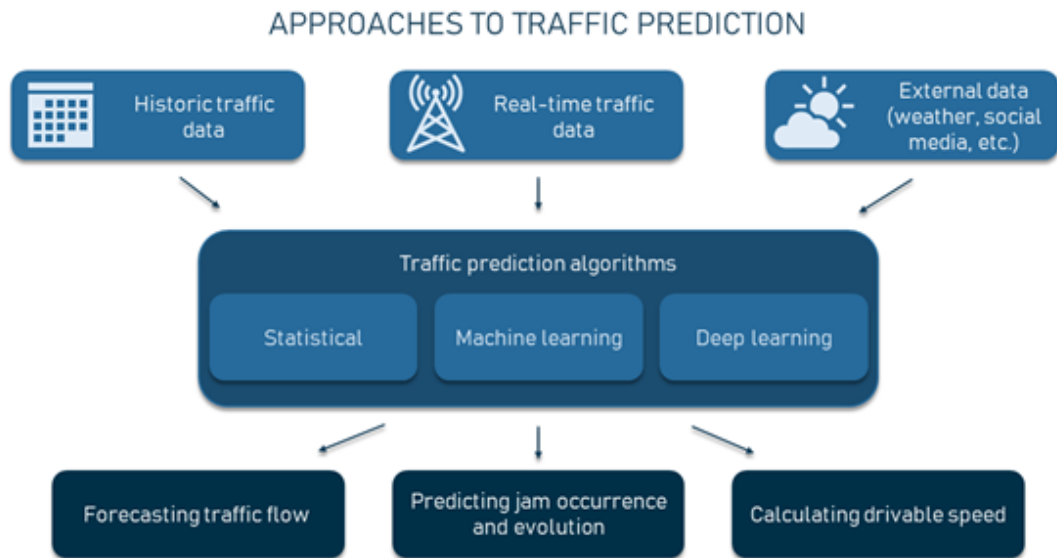 APPROACHES TO TRAFFIC PREDICTION
Historic traffic
data
Real-time traffic
data
External data
(weather, social
media, etc.)
Traffic prediction algorithms
Statistical
Machine learning
Deep learning
Forecasting traffic flow
Predicting jam occurrence
and evolution
Calculating drivable speed